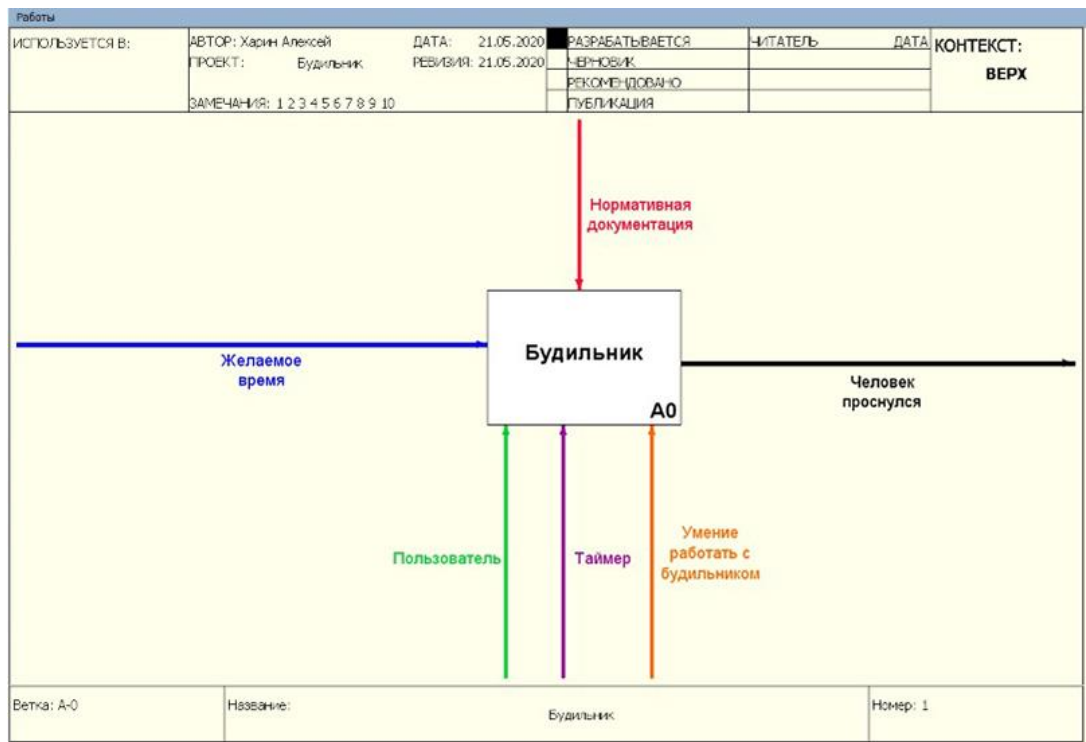 Работы
ИСПОЛЬЗУЕТСЯ В:
АВТОР: Харин Алексей
ДАТА: 21.05.2020
ПРОЕКТ: Будильник
РЕВИЗИЯ: 21.05.2020
ЗАМЕЧАНИЯ: 1 2 3 4 5 6 7 8 9 10
РАЗРАБАТЫВАЕТСЯ
ЧЕРНОВИК
РЕКОМЕНДОВАНО
ПУБЛИКАЦИЯ
ЧИТАТЕЛЬ ДАТА
КОНТЕКСТ:
ВЕРХ
Нормативная
документация
Желаемое
время
Будильник
A0
Человек
проснулся
Пользователь
Таймер
Умение
работать с
будильником
Ветка: A-0
Название:
Будильник
Номер: 1